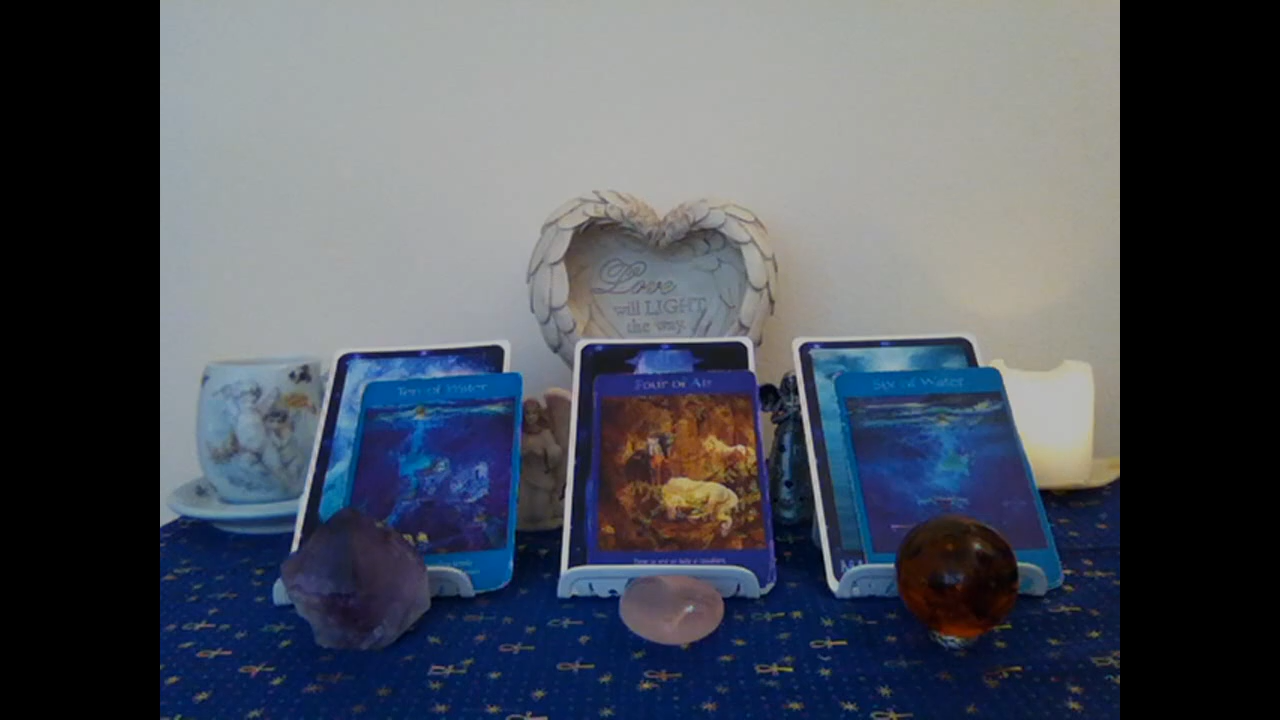 Love
will LIGHT
the way.
Ten of Water
Four of Air
Six of Water